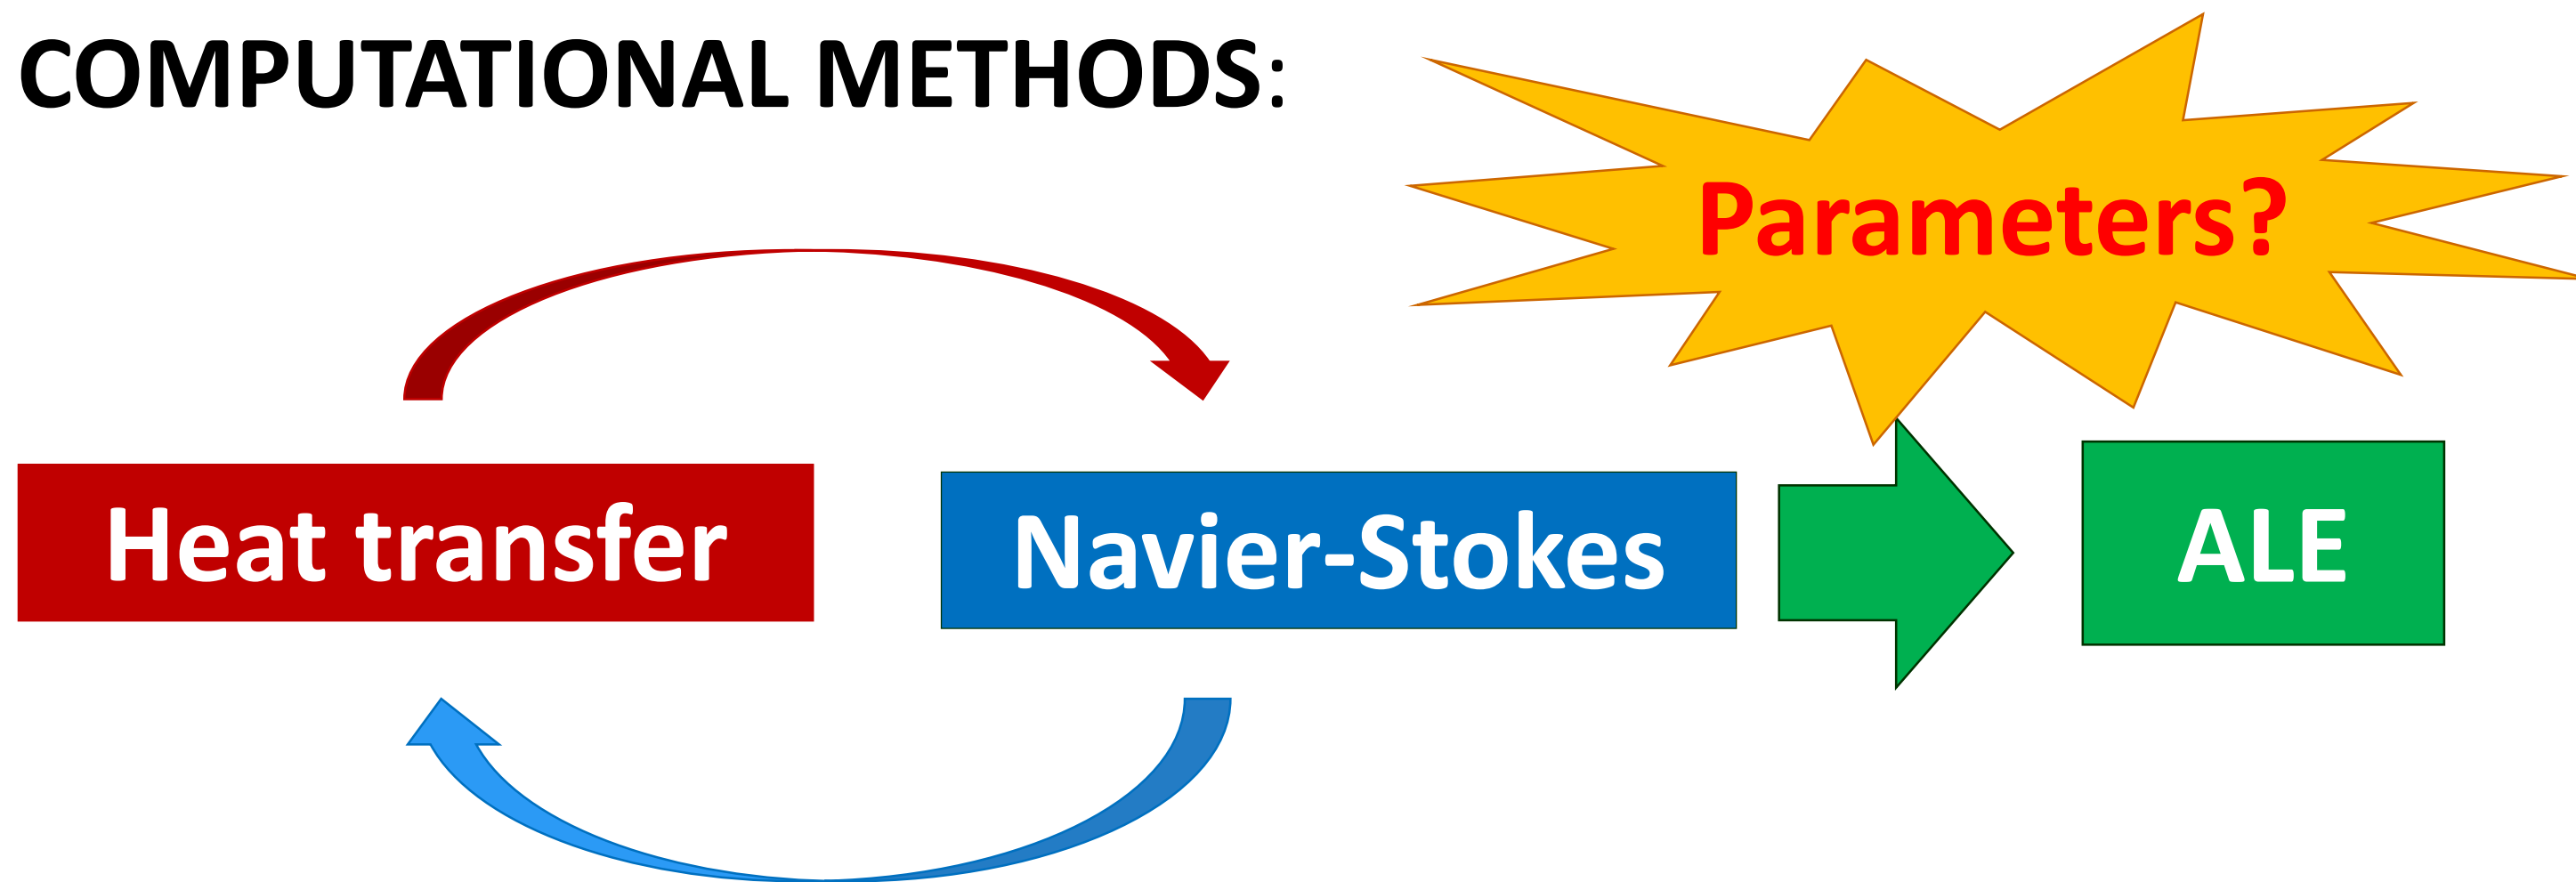 COMPUTATIONAL METHODS:
Parameters?
Heat transfer
Navier-Stokes
ALE